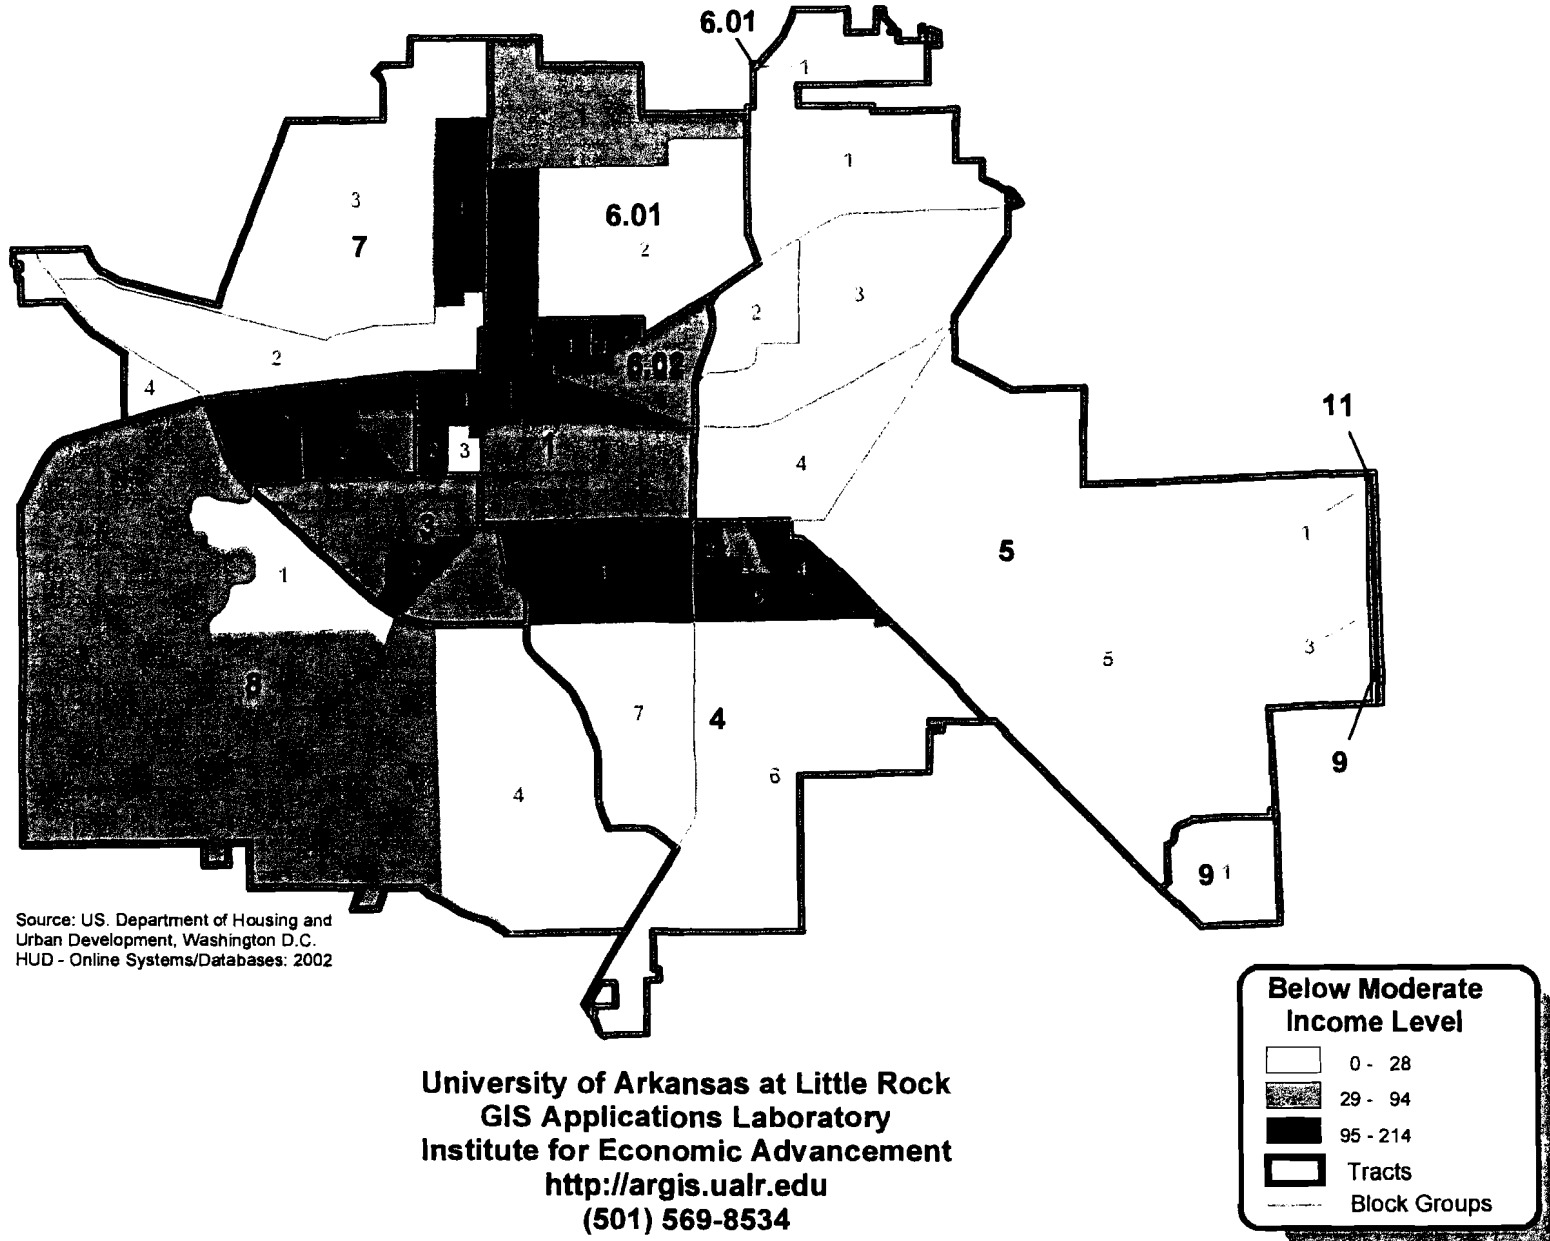 6.01
1
1
1
3
7
6.01
2
2
3
2
4
6.02
11
3
1
4
3
1
5
1
1
2
4
5
3
8
7
4
6
4
9
9
1
Source: US. Department of Housing and
Urban Development, Washington D.C.
HUD - Online Systems/Databases: 2002
Below Moderate
Income Level
0 - 28
29 - 94
95 - 214
Tracts
Block Groups
University of Arkansas at Little Rock
GIS Applications Laboratory
Institute for Economic Advancement
http://argis.ualr.edu
(501) 569-8534